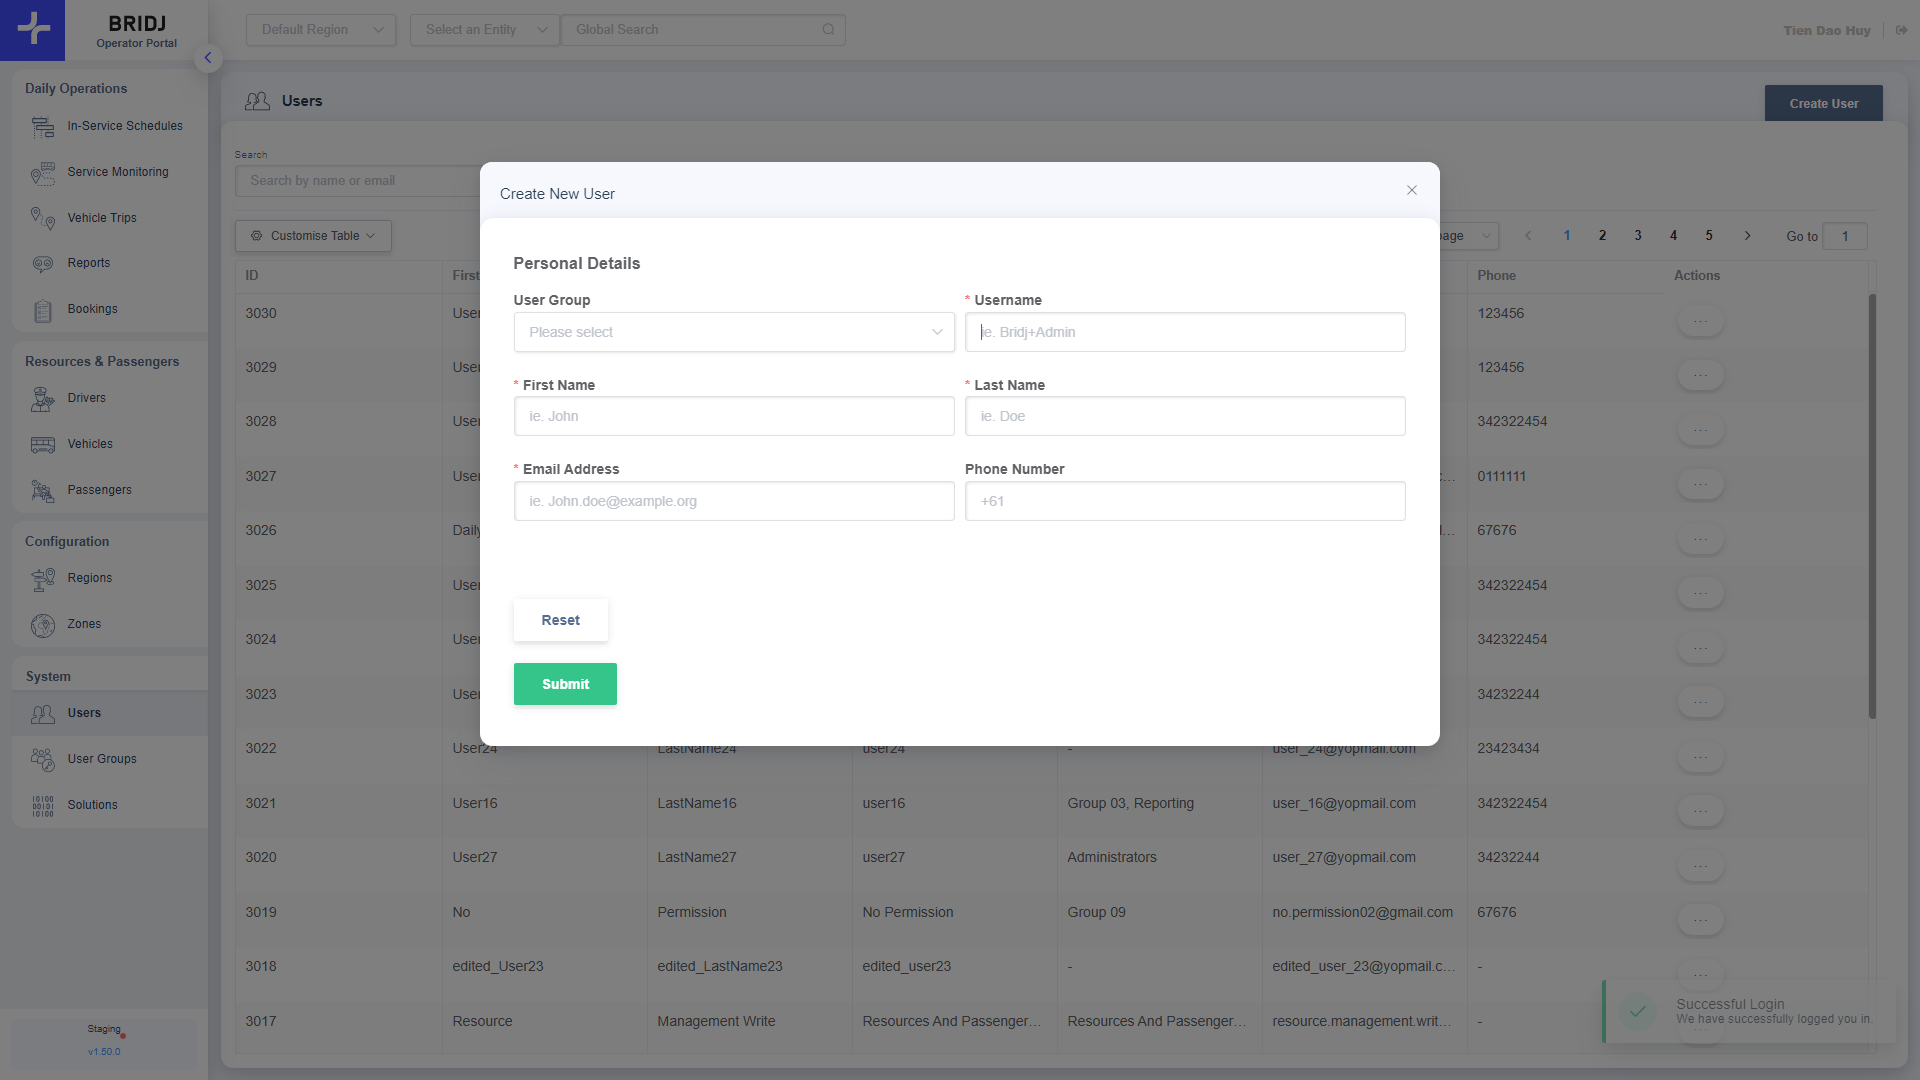 BRIDJ
Operator Portal
Default Region
Select an Entity
Global Search
Tien Dao Huy
Daily Operations
In-Service Schedules
Service Monitoring
Vehicle Trips
Reports
Bookings
Resources & Passengers
Drivers
Vehicles
Passengers
Configuration
Regions
Zones
System
Users
User Groups
Solutions
Staging
v1.50.0
Users
Create User
Search
Search by name or email
Customise Table
1 2 3 4 5
Go to 1
ID First Phone Actions
3030 User 123456 ...
3029 User 123456 ...
3028 User 342322454 ...
3027 User 0111111 ...
3026 Daily 67676 ...
3025 User 342322454 ...
3024 User 342322454 ...
3023 User 34232244 ...
3022 User24 LastName24 user24 - user_24@yopmail.com 23423434 ...
3021 User16 LastName16 user16 Group 03, Reporting user_16@yopmail.com 342322454 ...
3020 User27 LastName27 user27 Administrators user_27@yopmail.com 34232244 ...
3019 No Permission No Permission Group 09 no.permission02@gmail.com 67676 ...
3018 edited_User23 edited_LastName23 edited_user23 - edited_user_23@yopmail.c... - ...
3017 Resource Management Write Resources And Passenger... Resources And Passenger... resource.management.writ... -
Create New User
Personal Details
User Group
Please select
* Username
ie. Bridj+Admin
* First Name
ie. John
* Last Name
ie. Doe
* Email Address
ie. John.doe@example.org
Phone Number
+61
Reset
Submit
Successful Login
We have successfully logged you in.